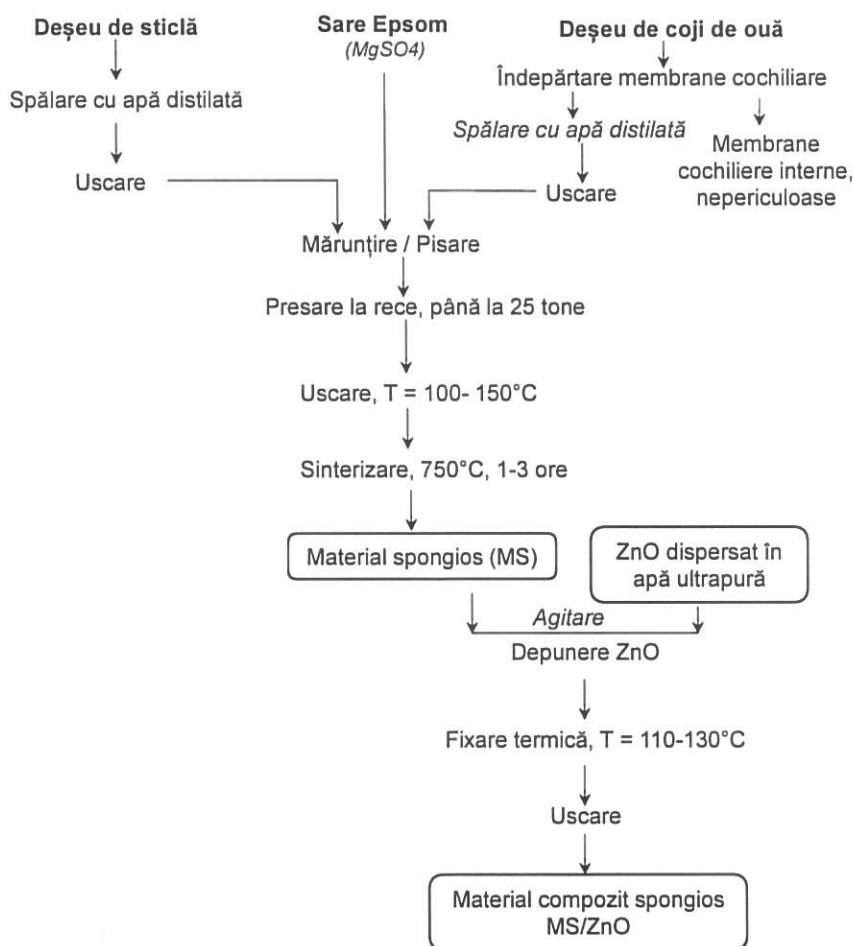 Deșeu de sticlă
Sare Epsom
(MgSO4)
Deșeu de coji de ouă
Spălare cu apă distilată
Îndepărtare membrane cochiliare
Spălare cu apă distilată
Membrane
cochiliere interne,
nepericuloase
Uscare
Uscare
Mărunțire / Pisare
Presare la rece, până la 25 tone
Uscare, T = 100- 150°C
Sinterizare, 750°C, 1-3 ore
Material spongios (MS)
ZnO dispersat în
apă ultrapură
Agitare
Depunere ZnO
Fixare termică, T = 110-130°C
Uscare
Material compozit spongios
MS/ZnO